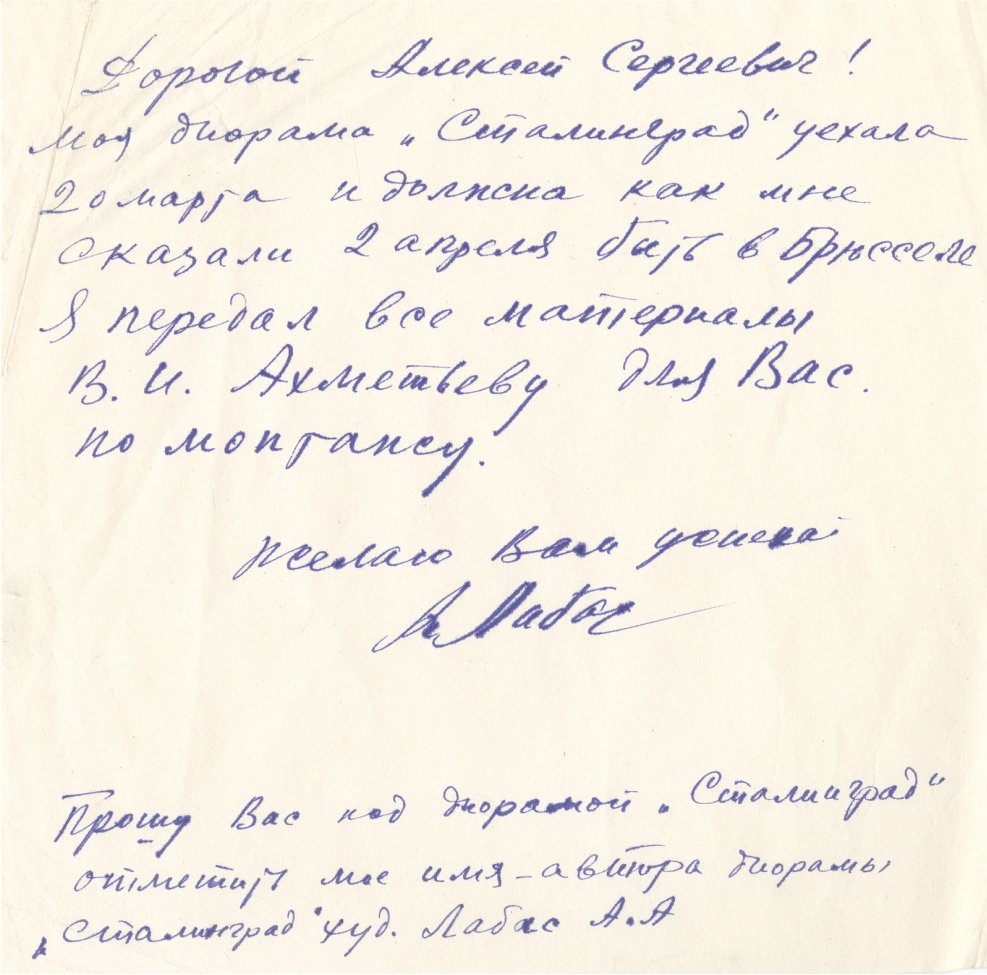 Дорогой Алексей Сергеевич!
моя диорама „Сталинград“ уехала
20 марта и должна как мне
сказали 2 апреля быть в Брюсселе
Я передал все материалы
В. И. Ахметьеву для Вас.
по монтажу.
Желаю Вам успеха
А Лабас
Прошу Вас под диорамой „Сталинград“
отметить мое имя – автора диорамы
„Сталинград“ худ. Лабас А.А